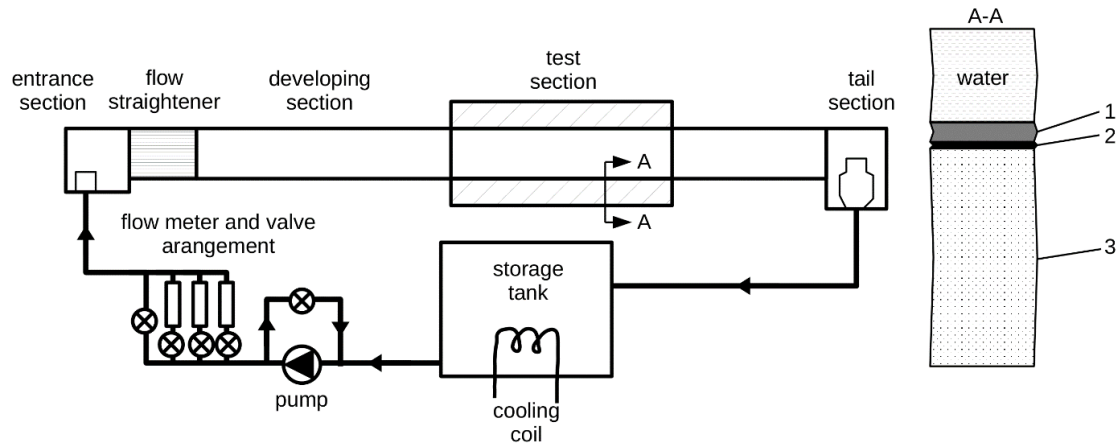 A-A
entrance
section
flow
straightener
developing
section
test
section
tail
section
water
1
2
A
A
3
flow meter and valve
arangement
storage
tank
pump
cooling
coil